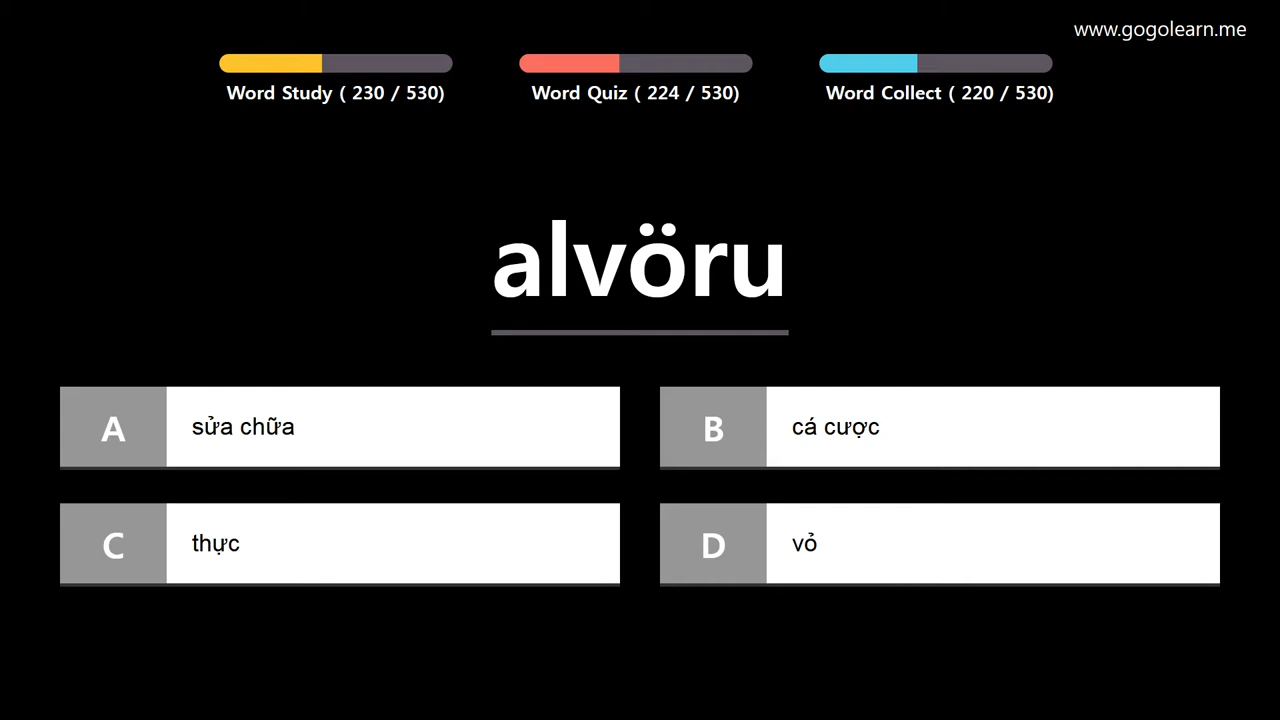 www.gogolearn.me
Word Study ( 230 / 530)
Word Quiz ( 224 / 530)
Word Collect ( 220 / 530)
alvöru
A sửa chữa
B cá cược
C thực
D vỏ